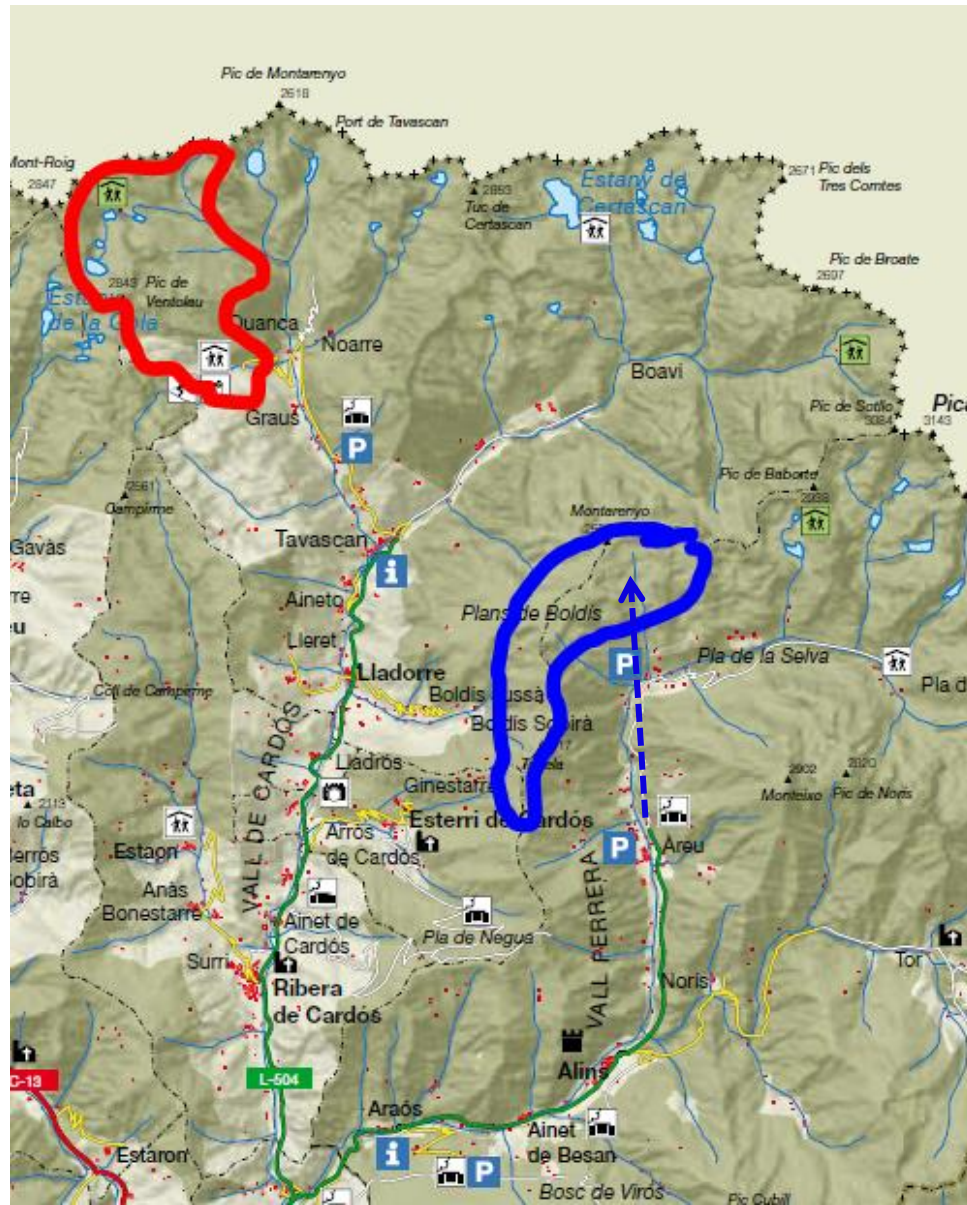 Pic de Montarenyo
2618
Port de Tavascan
Mont-Roig
2847
2671 Pic dels
Tres Comtes
Estany de
Certascan
2853
Tuc de
Certascan
Pic de Broate
2697
Pic de
Ventolau
de la Gola
Noarre
Boavi
Graus
P
Pic de Sotllo
3084
3143
Pic de Baborte
2938
2561
Campirme
Montarenyo
Gavàs
Tavascan
i
Aineto
Plans de Boldís
Lleret
P
Pla de la Selva
Lladorre
Coll de Campirme
Boldís
Boldís Sobirà
VALL DE CARDÓS
Lladrós
Ginestarre
2902
Monteixo
2820
Pic de Norís
2113
lo Calbo
Esterri de Cardós
Arrós
de Cardós
Estaon
P
Areu
VALL FERRERA
Anàs
Bonestarre
Ainet de
Cardós
Pla de Negua
Surri
Tor
Norís
Ribera
de Cardós
C-13
L-504
Alins
Araós
Ainet
de Besan
Estaron
i
P
Bosc de Virós
Pic Cubill